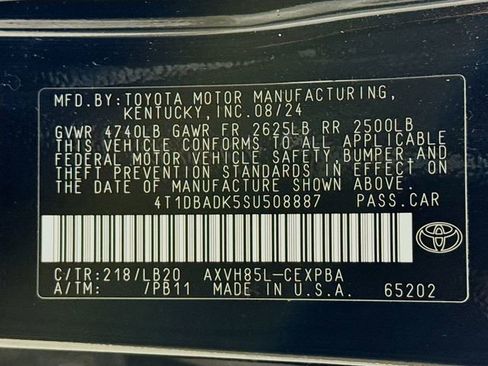 MFD.BY:TOYOTA MOTOR MANUFACTURING,
KENTUCKY,INC.08/24
GVWR 4740LB GAWR FR 2625LB RR 2500LB
THIS VEHICLE CONFORMS TO ALL APPLICABLE
FEDERAL MOTOR VEHICLE SAFETY,BUMPER,AND
THEFT PREVENTION STANDARDS IN EFFECT ON
THE DATE OF MANUFACTURE SHOWN ABOVE.
4T1DBADK5SU508887 PASS.CAR
C/TR:218/LB20 AXVH85L-CEXPBA
A/TM: /PB11 MADE IN U.S.A. 65202